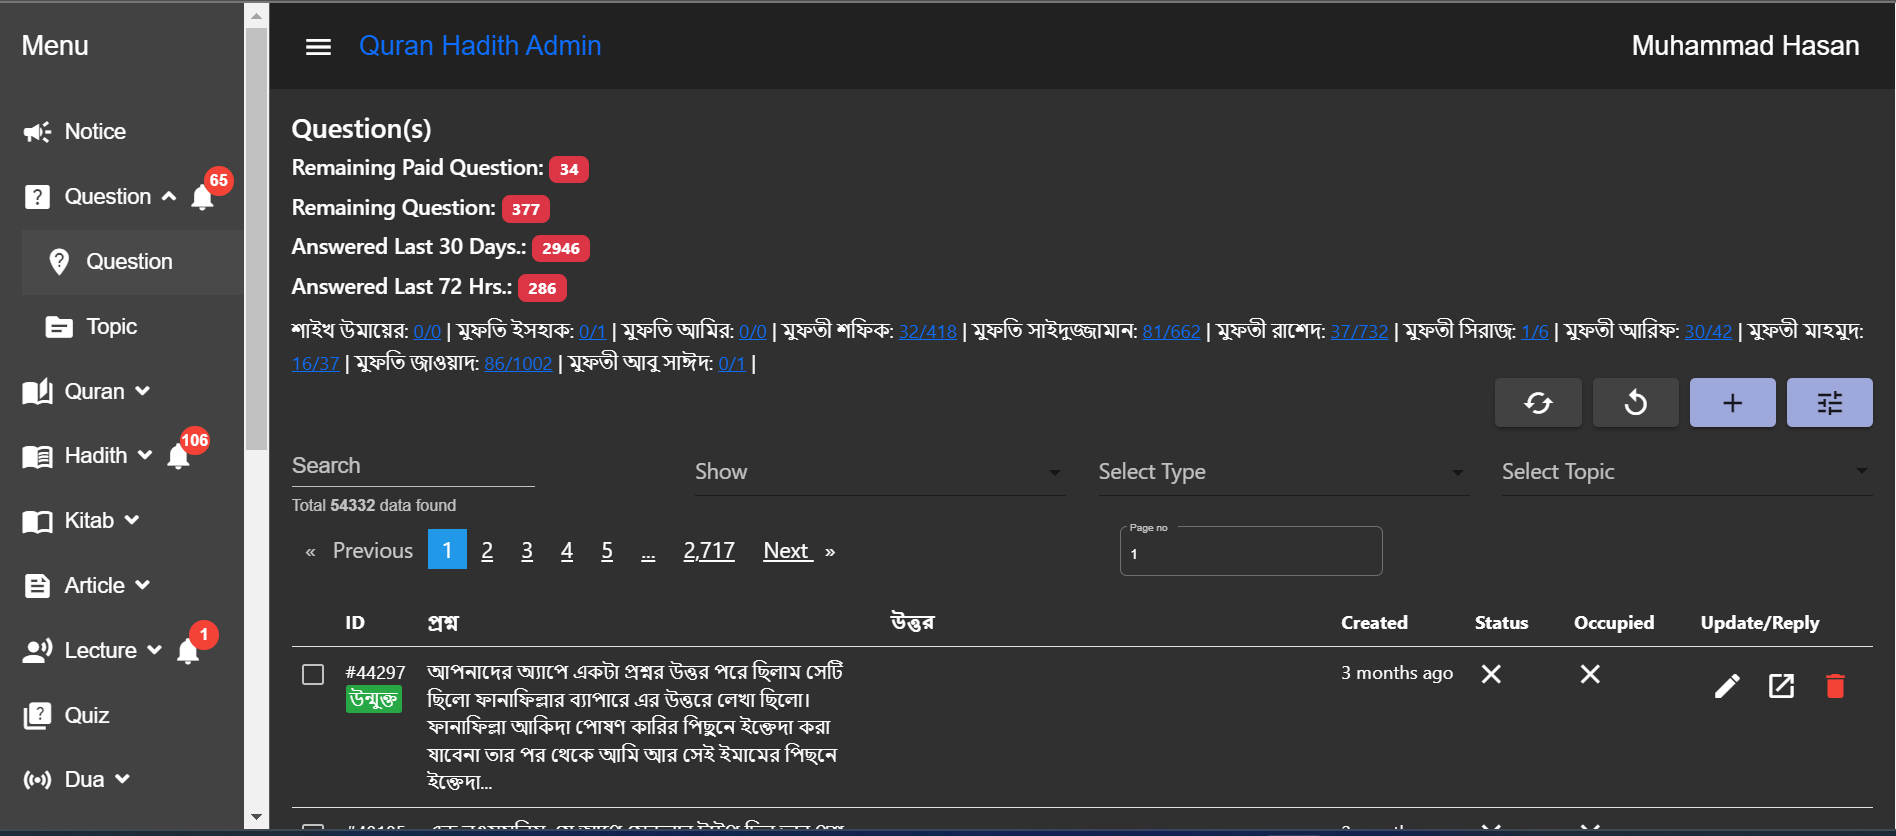 Menu
Quran Hadith Admin
Muhammad Hasan
Notice
Question
65
Question
Topic
Quran
Hadith
106
Kitab
Article
Lecture
1
Quiz
Dua
Question(s)
Remaining Paid Question: 34
Remaining Question: 377
Answered Last 30 Days.: 2946
Answered Last 72 Hrs.: 286
শাইখ উমায়ের: 0/0 | মুফতি ইসহাক: 0/1 | মুফতি আমির: 0/0 | মুফতী শফিক: 32/418 | মুফতি সাইদুজ্জামান: 81/662 | মুফতী রাশেদ: 37/732 | মুফতী সিরাজ: 1/6 | মুফতী আরিফ: 30/42 | মুফতী মাহমুদ:
16/37 | মুফতি জাওয়াদ: 86/1002 | মুফতী আবু সাঈদ: 0/1 |
Search
Show
Select Type
Select Topic
Total 54332 data found
« Previous 1 2 3 4 5 ... 2,717 Next »
Page no
1
ID প্রশ্ন উত্তর Created Status Occupied Update/Reply
#44297 আপনাদের অ্যাপে একটা প্রশ্নর উত্তর পরে ছিলাম সেটি 3 months ago
উন্মুক্ত ছিলো ফানাফিল্লার ব্যাপারে এর উত্তরে লেখা ছিলো।
ফানাফিল্লা আকিদা পোষণ কারির পিছুনে ইক্তেদা করা
যাবেনা তার পর থেকে আমি আর সেই ইমামের পিছনে
ইক্তেদা...